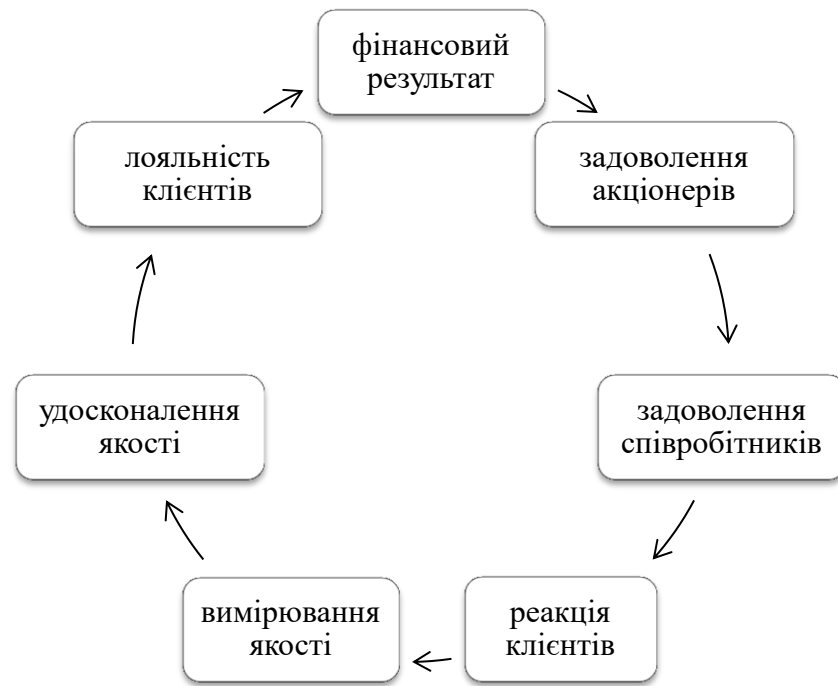 фінансовий
результат
задоволення
акціонерів
задоволення
співробітників
реакція
клієнтів
вимірювання
якості
удосконалення
якості
лояльність
клієнтів